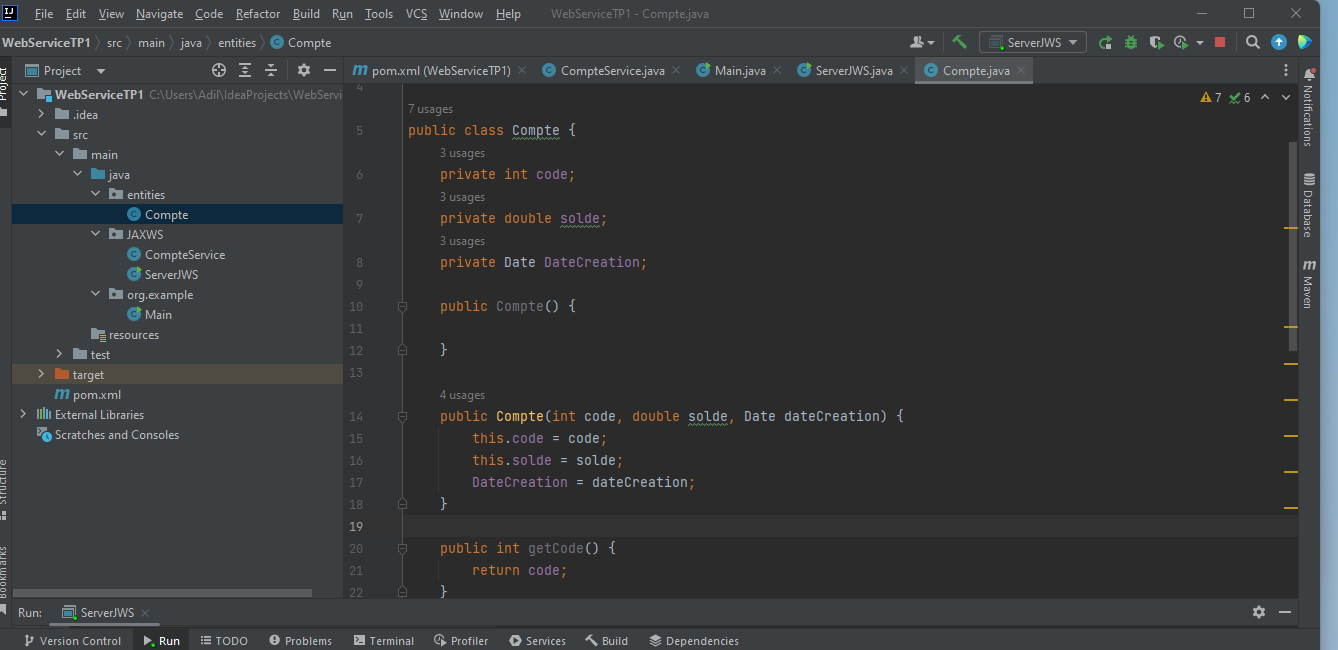 File Edit View Navigate Code Refactor Build Run Tools VCS Window Help WebServiceTP1 - Compte.java
WebServiceTP1 src main java entities Compte ServerJWS
Project
Project
pom.xml (WebServiceTP1) CompteService.java Main.java ServerJWS.java Compte.java
WebServiceTP1 C:\Users\Adil\IdeaProjects\WebServi
.idea
src
main
java
entities
Compte
JAXWS
CompteService
ServerJWS
org.example
Main
resources
test
target
pom.xml
External Libraries
Scratches and Consoles
Structure
Bookmarks
4
7 usages
7 6
5 public class Compte {
3 usages
6 private int code;
3 usages
7 private double solde;
3 usages
8 private Date DateCreation;
9
10 public Compte() {
11
12 }
13
4 usages
14 public Compte(int code, double solde, Date dateCreation) {
15 this.code = code;
16 this.solde = solde;
17 DateCreation = dateCreation;
18 }
19
20 public int getCode() {
21 return code;
22 }
Notifications
Database
Maven
Run: ServerJWS
Version Control Run TODO Problems Terminal Profiler Services Build Dependencies